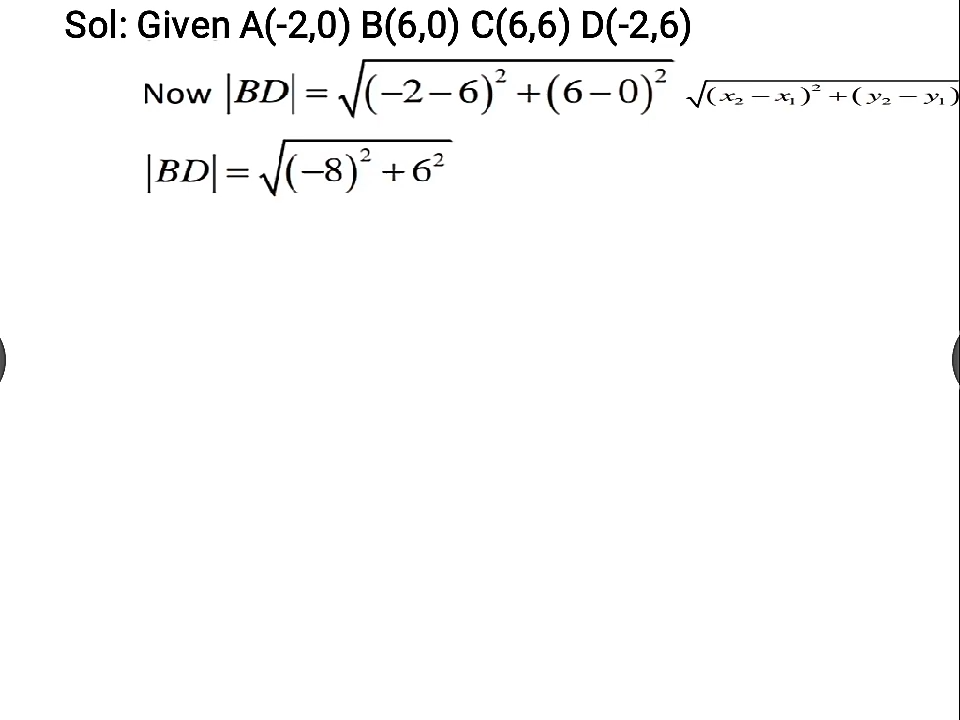 Sol: Given A(-2,0) B(6,0) C(6,6) D(-2,6)
Now |BD| = √((−2−6)² + (6−0)²) √((x₂ − x₁)² + (y₂ − y₁)
|BD| = √((−8)² + 6²)